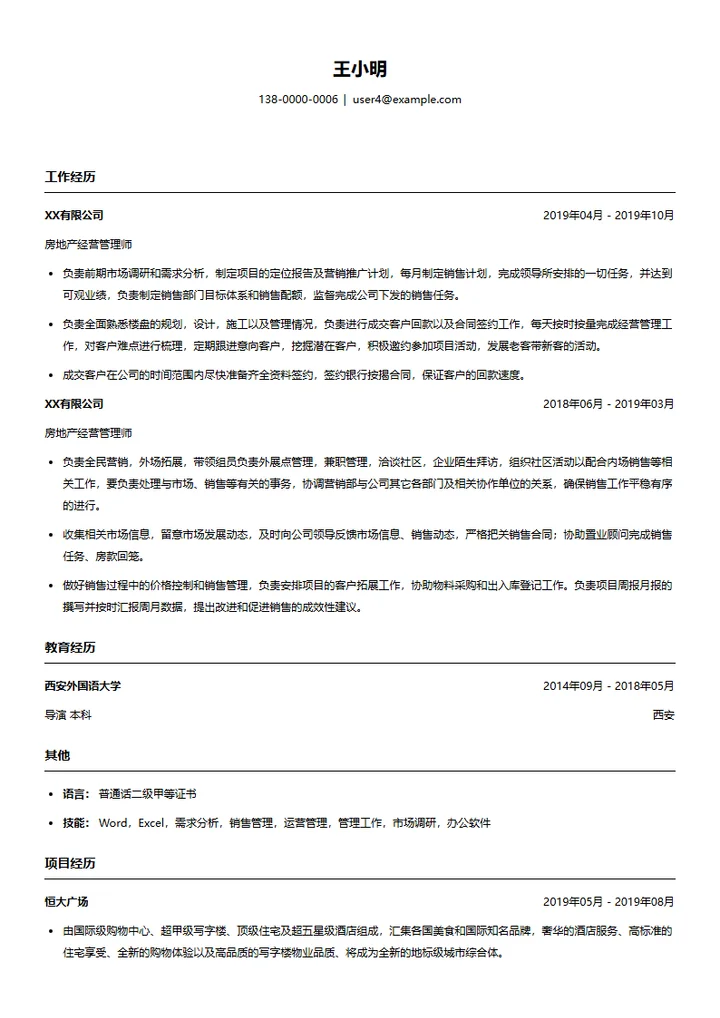 王小明
138-0000-0006 | user4@example.com
工作经历
XX有限公司 2019年04月 - 2019年10月
房地产经营管理师
• 负责前期市场调研和需求分析，制定项目的定位报告及营销推广计划，每月制定销售计划，完成领导所安排的一切任务，并达到
可观业绩，负责制定销售部门目标体系和销售配额，监督完成公司下发的销售任务。
• 负责全面熟悉楼盘的规划，设计，施工以及管理情况，负责进行成交客户回款以及合同签约工作，每天按时按量完成经营管理工
作，对客户难点进行梳理，定期跟进意向客户，挖掘潜在客户，积极邀约参加项目活动，发展老客带新客的活动。
• 成交客户在公司的时间范围内尽快准备齐全资料签约，签约银行按揭合同，保证客户的回款速度。
XX有限公司 2018年06月 - 2019年03月
房地产经营管理师
• 负责全民营销，外场拓展，带领组员负责外展点管理，兼职管理，洽谈社区，企业陌生拜访，组织社区活动以配合内场销售等相
关工作，要负责处理与市场、销售等有关的事务，协调营销部与公司其它各部门及相关协作单位的关系，确保销售工作平稳有序
的进行。
• 收集相关市场信息，留意市场发展动态，及时向公司领导反馈市场信息、销售动态，严格把关销售合同；协助置业顾问完成销售
任务、房款回笼。
• 做好销售过程中的价格控制和销售管理，负责安排项目的客户拓展工作，协助物料采购和出入库登记工作。负责项目周报月报的
撰写并按时汇报周月数据，提出改进和促进销售的成效性建议。
教育经历
西安外国语大学 2014年09月 - 2018年05月
导演 本科 西安
其他
• 语言： 普通话二级甲等证书
• 技能： Word，Excel，需求分析，销售管理，运营管理，管理工作，市场调研，办公软件
项目经历
恒大广场 2019年05月 - 2019年08月
• 由国际级购物中心、超甲级写字楼、顶级住宅及超五星级酒店组成，汇集各国美食和国际知名品牌，奢华的酒店服务、高标准的
住宅享受、全新的购物体验以及高品质的写字楼物业品质、将成为全新的地标级城市综合体。